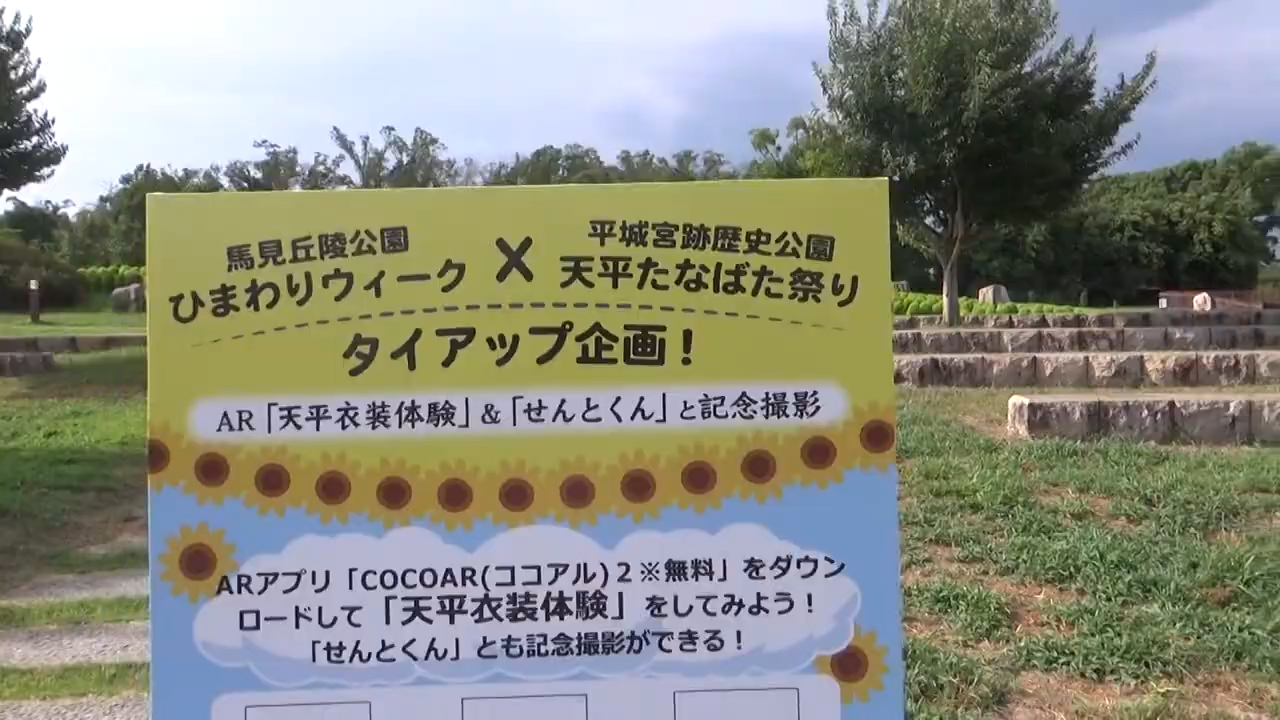 馬見丘陵公園
ひまわりウィーク
×
平城宮跡歴史公園
天平たなばた祭り
タイアップ企画!
AR「天平衣装体験」&「せんとくん」と記念撮影
ARアプリ「COCOAR(ココアル)2※無料」をダウン
ロードして「天平衣装体験」をしてみよう!
「せんとくん」とも記念撮影ができる!